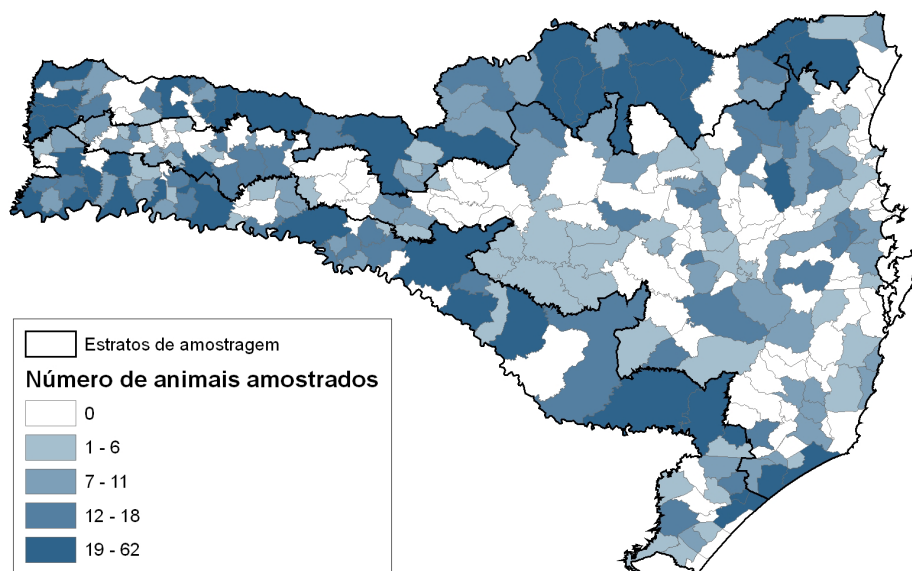 Estratos de amostragem
Número de animais amostrados
0
1 - 6
7 - 11
12 - 18
19 - 62